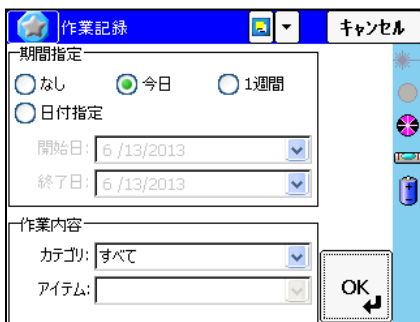 作業記録 キャンセル
期間指定
なし 今日 1週間
日付指定
開始日: 6 /13/2013
終了日: 6 /13/2013
作業内容
カテゴリ: すべて
アイテム:
OK